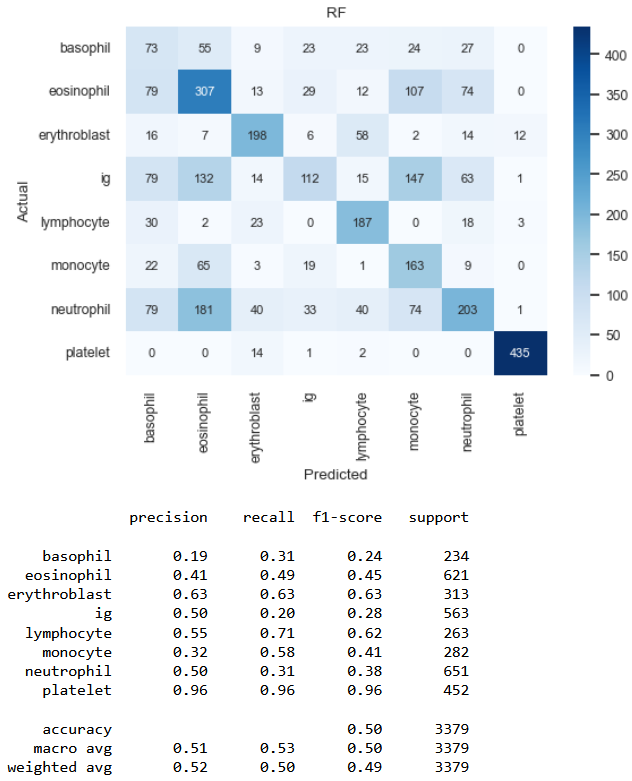 RF
basophil 73 55 9 23 23 24 27 0
eosinophil 79 307 13 29 12 107 74 0
erythroblast 16 7 198 6 58 2 14 12
ig 79 132 14 112 15 147 63 1
lymphocyte 30 2 23 0 187 0 18 3
monocyte 22 65 3 19 1 163 9 0
neutrophil 79 181 40 33 40 74 203 1
platelet 0 0 14 1 2 0 0 435
Actual
basophil eosinophil erythroblast ig lymphocyte monocyte neutrophil platelet
Predicted
400
350
300
250
200
150
100
50
0
precision recall f1-score support
basophil 0.19 0.31 0.24 234
eosinophil 0.41 0.49 0.45 621
erythroblast 0.63 0.63 0.63 313
ig 0.50 0.20 0.28 563
lymphocyte 0.55 0.71 0.62 263
monocyte 0.32 0.58 0.41 282
neutrophil 0.50 0.31 0.38 651
platelet 0.96 0.96 0.96 452
accuracy 0.50 3379
macro avg 0.51 0.53 0.50 3379
weighted avg 0.52 0.50 0.49 3379